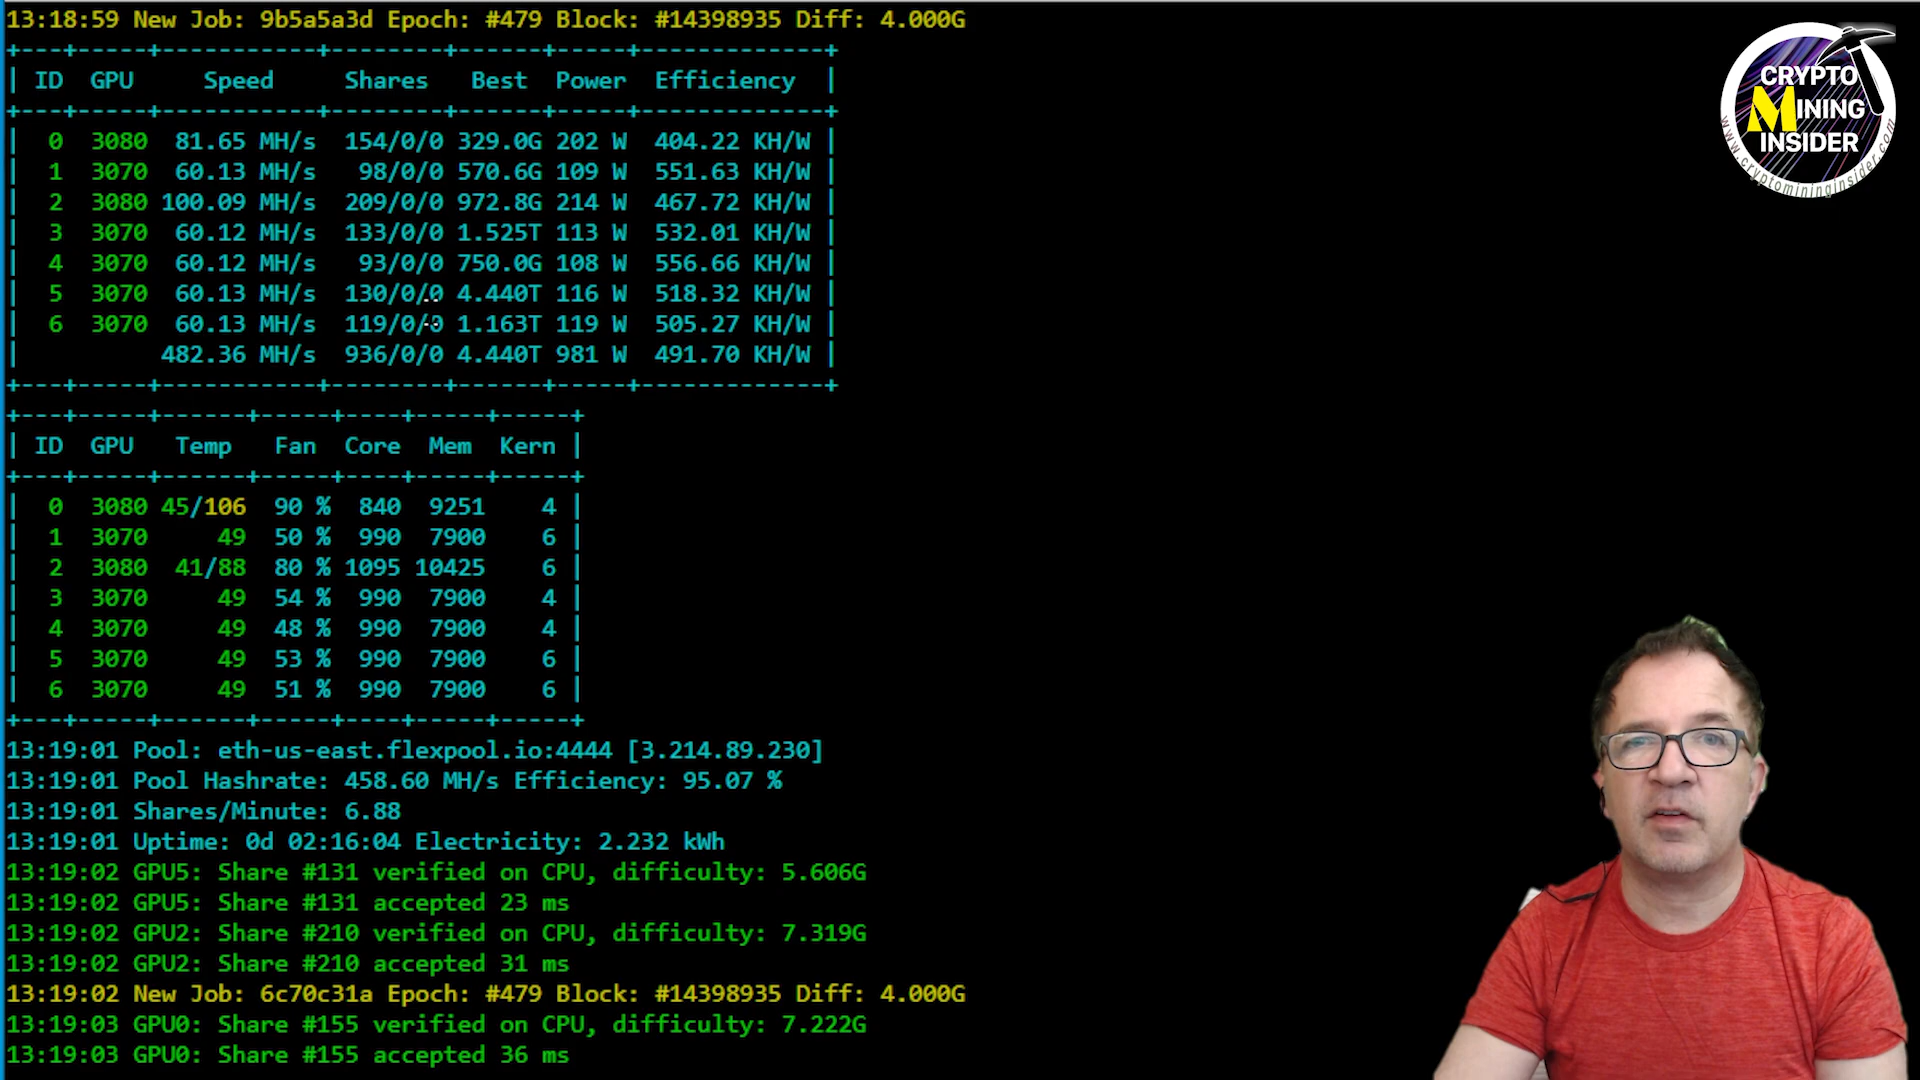 13:18:59 New Job: 9b5a5a3d Epoch: #479 Block: #14398935 Diff: 4.000G
+---+-----+-----------+--------+------+-----+-------------+
| ID GPU Speed Shares Best Power Efficiency |
+---+-----+-----------+--------+------+-----+-------------+
| 0 3080 81.65 MH/s 154/0/0 329.0G 202 W 404.22 KH/W |
| 1 3070 60.13 MH/s 98/0/0 570.6G 109 W 551.63 KH/W |
| 2 3080 100.09 MH/s 209/0/0 972.8G 214 W 467.72 KH/W |
| 3 3070 60.12 MH/s 133/0/0 1.525T 113 W 532.01 KH/W |
| 4 3070 60.12 MH/s 93/0/0 750.0G 108 W 556.66 KH/W |
| 5 3070 60.13 MH/s 130/0/0 4.440T 116 W 518.32 KH/W |
| 6 3070 60.13 MH/s 119/0/0 1.163T 119 W 505.27 KH/W |
| 482.36 MH/s 936/0/0 4.440T 981 W 491.70 KH/W |
+---+-----+-----------+--------+------+-----+-------------+
+---+-----+------+-----+----+-----+-----+
| ID GPU Temp Fan Core Mem Kern |
+---+-----+------+-----+----+-----+-----+
| 0 3080 45/106 90 % 840 9251 4 |
| 1 3070 49 50 % 990 7900 6 |
| 2 3080 41/88 80 % 1095 10425 6 |
| 3 3070 49 54 % 990 7900 4 |
| 4 3070 49 48 % 990 7900 4 |
| 5 3070 49 53 % 990 7900 6 |
| 6 3070 49 51 % 990 7900 6 |
+---+-----+------+-----+----+-----+-----+
13:19:01 Pool: eth-us-east.flexpool.io:4444 [3.214.89.230]
13:19:01 Pool Hashrate: 458.60 MH/s Efficiency: 95.07 %
13:19:01 Shares/Minute: 6.88
13:19:01 Uptime: 0d 02:16:04 Electricity: 2.232 kWh
13:19:02 GPU5: Share #131 verified on CPU, difficulty: 5.606G
13:19:02 GPU5: Share #131 accepted 23 ms
13:19:02 GPU2: Share #210 verified on CPU, difficulty: 7.319G
13:19:02 GPU2: Share #210 accepted 31 ms
13:19:02 New Job: 6c70c31a Epoch: #479 Block: #14398935 Diff: 4.000G
13:19:03 GPU0: Share #155 verified on CPU, difficulty: 7.222G
13:19:03 GPU0: Share #155 accepted 36 ms
CRYPTO
MINING
INSIDER
www.cryptomininginsider.com